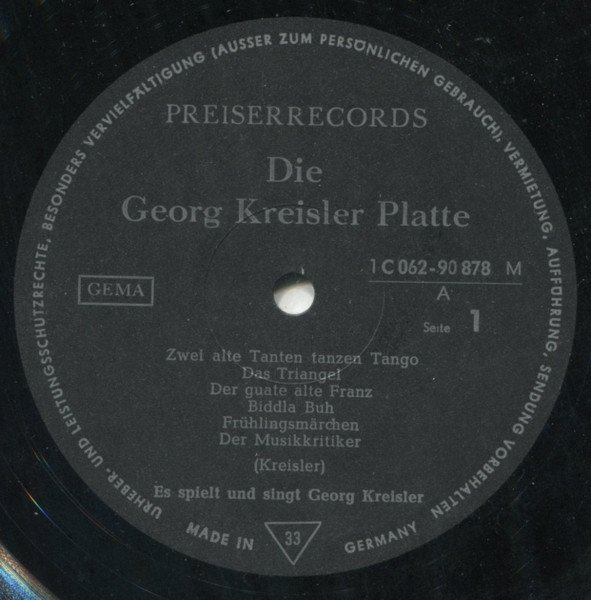 URHEBER- UND LEISTUNGSSCHUTZRECHTE, BESONDERS VERVIELFÄLTIGUNG (AUSSER ZUM PERSÖNLICHEN GEBRAUCH), VERMIETUNG, AUFFÜHRUNG, SENDUNG VORBEHALTEN
PREISERRECORDS
Die
Georg Kreisler Platte
GEMA
1 C 062-90 878 M
A
Seite 1
Zwei alte Tanten tanzen Tango
Das Triangel
Der guate alte Franz
Biddla Buh
Frühlingsmärchen
Der Musikkritiker
(Kreisler)
Es spielt und singt Georg Kreisler
MADE IN 33 GERMANY